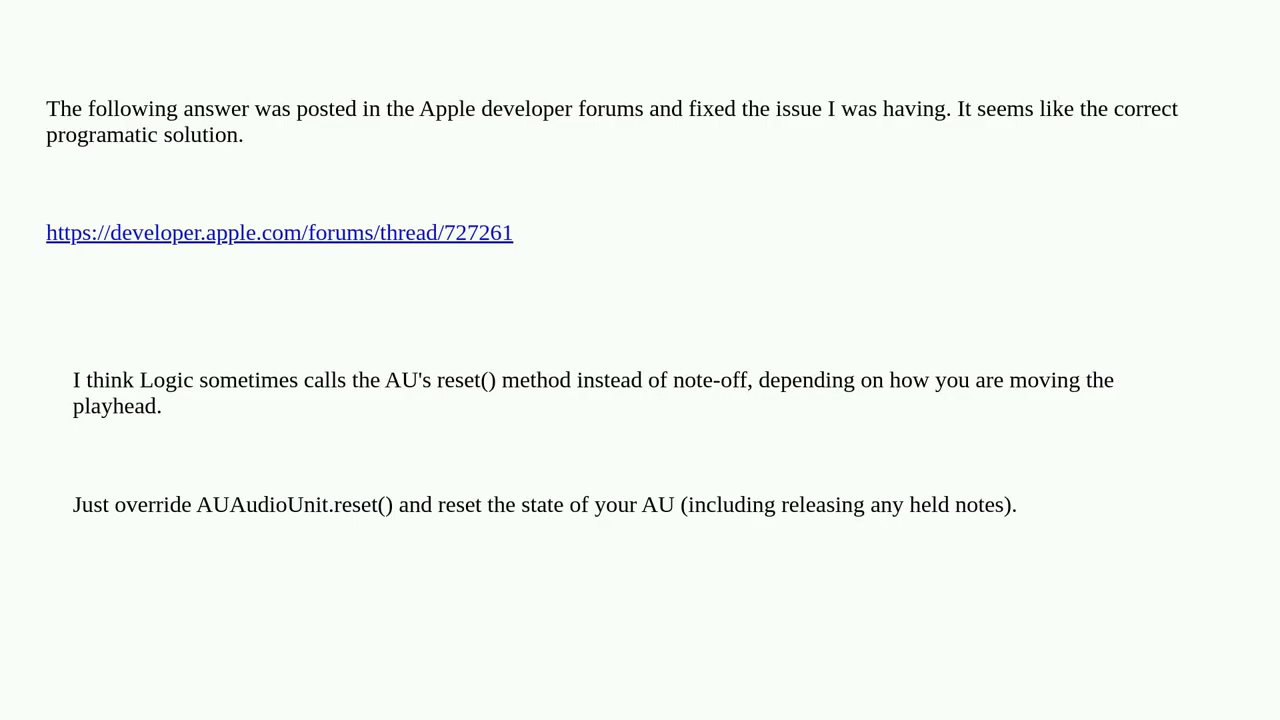 The following answer was posted in the Apple developer forums and fixed the issue I was having. It seems like the correct
programatic solution.
https://developer.apple.com/forums/thread/727261
I think Logic sometimes calls the AU's reset() method instead of note-off, depending on how you are moving the
playhead.
Just override AUAudioUnit.reset() and reset the state of your AU (including releasing any held notes).